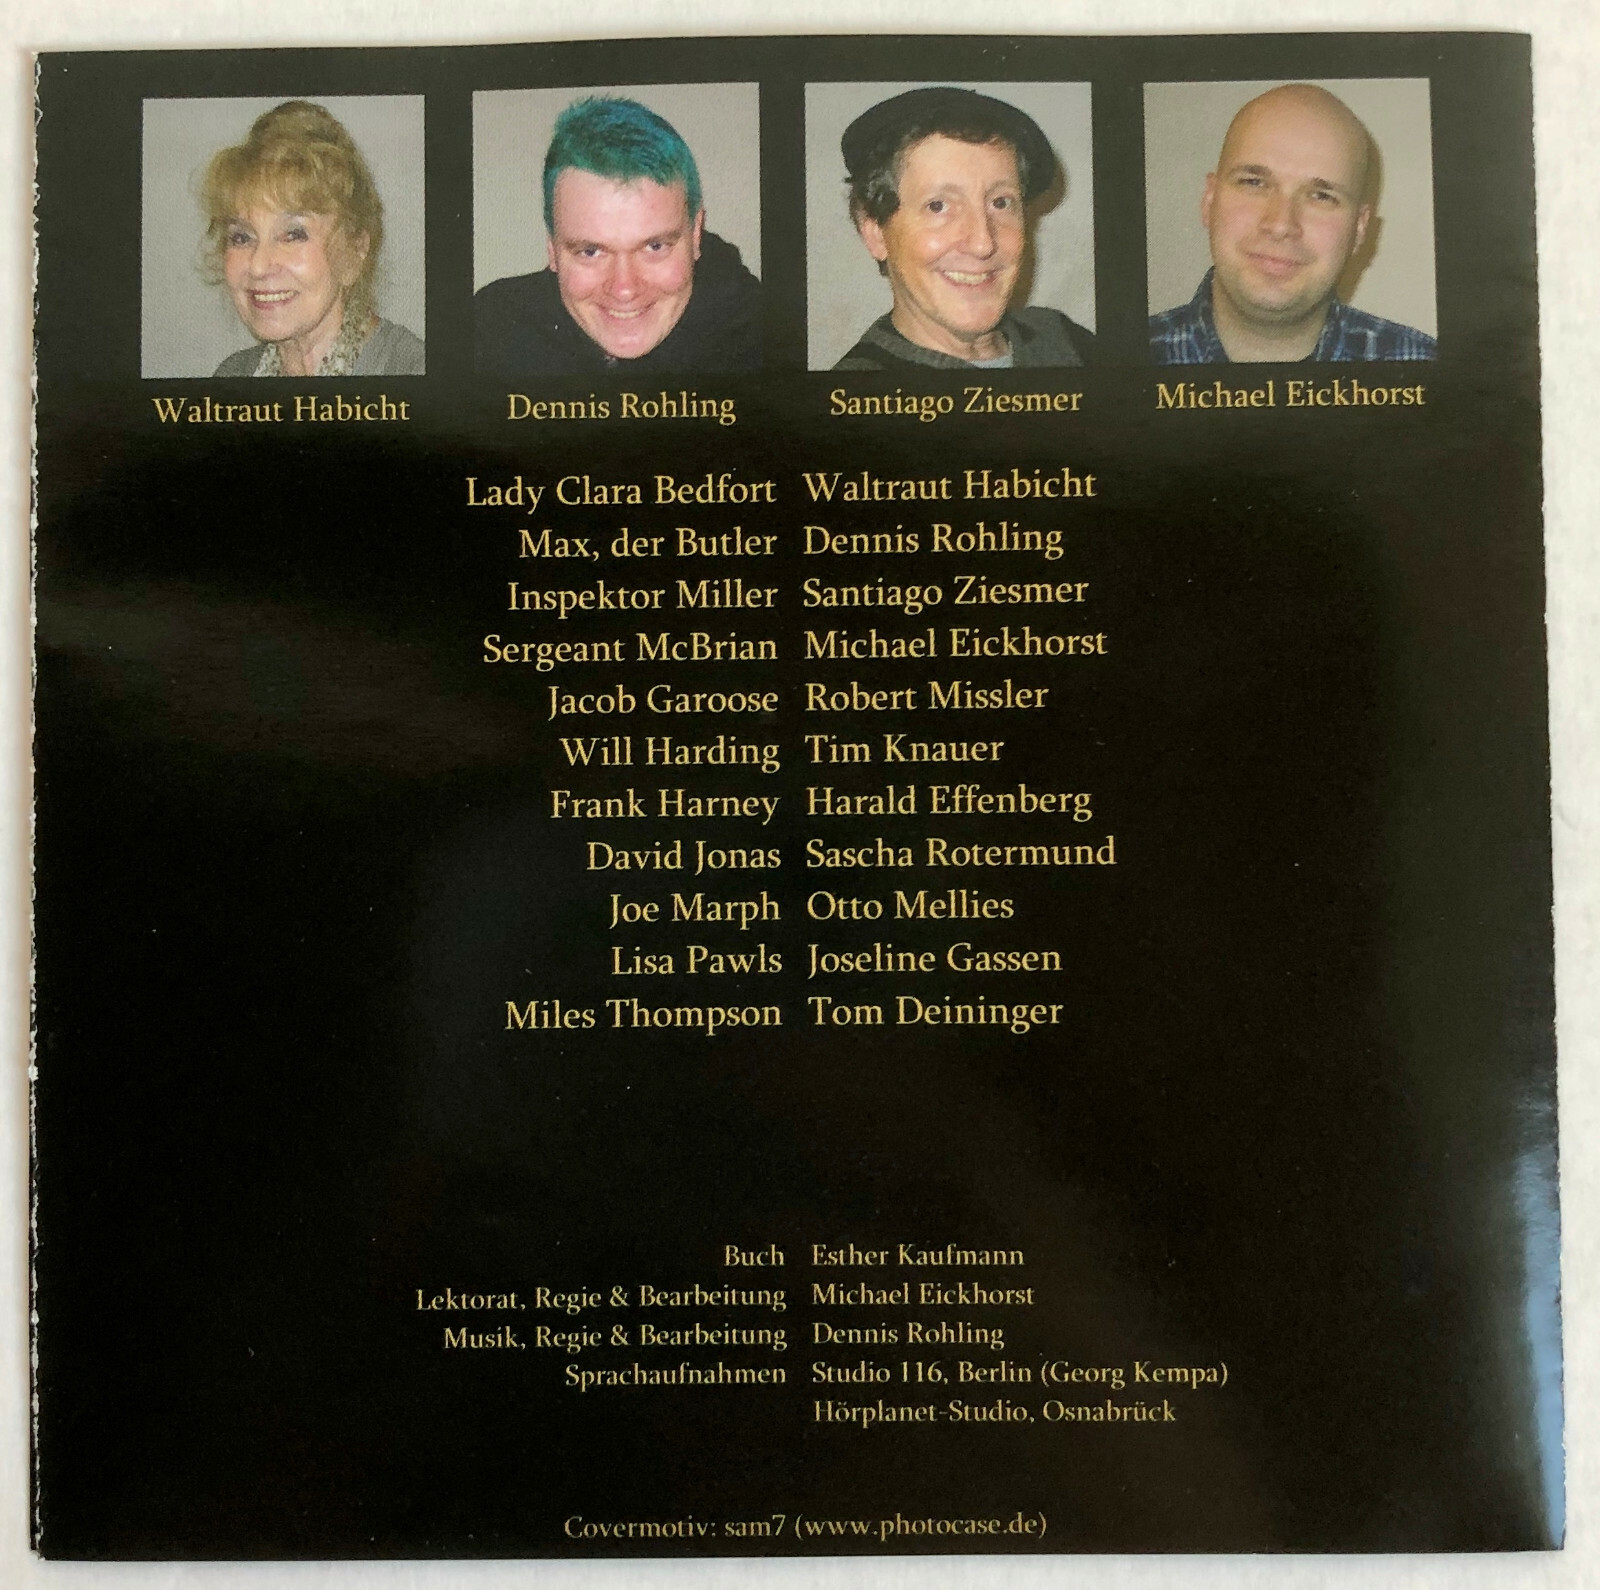 Waltraut Habicht Dennis Rohling Santiago Ziesmer Michael Eickhorst
Lady Clara Bedfort Waltraut Habicht
Max, der Butler Dennis Rohling
Inspektor Miller Santiago Ziesmer
Sergeant McBrian Michael Eickhorst
Jacob Garoose Robert Missler
Will Harding Tim Knauer
Frank Harney Harald Effenberg
David Jonas Sascha Rotermund
Joe Marph Otto Mellies
Lisa Pawls Joseline Gassen
Miles Thompson Tom Deininger
Buch Esther Kaufmann
Lektorat, Regie & Bearbeitung Michael Eickhorst
Musik, Regie & Bearbeitung Dennis Rohling
Sprachaufnahmen Studio 116, Berlin (Georg Kempa)
Hörplanet-Studio, Osnabrück
Covermotiv: sam7 (www.photocase.de)